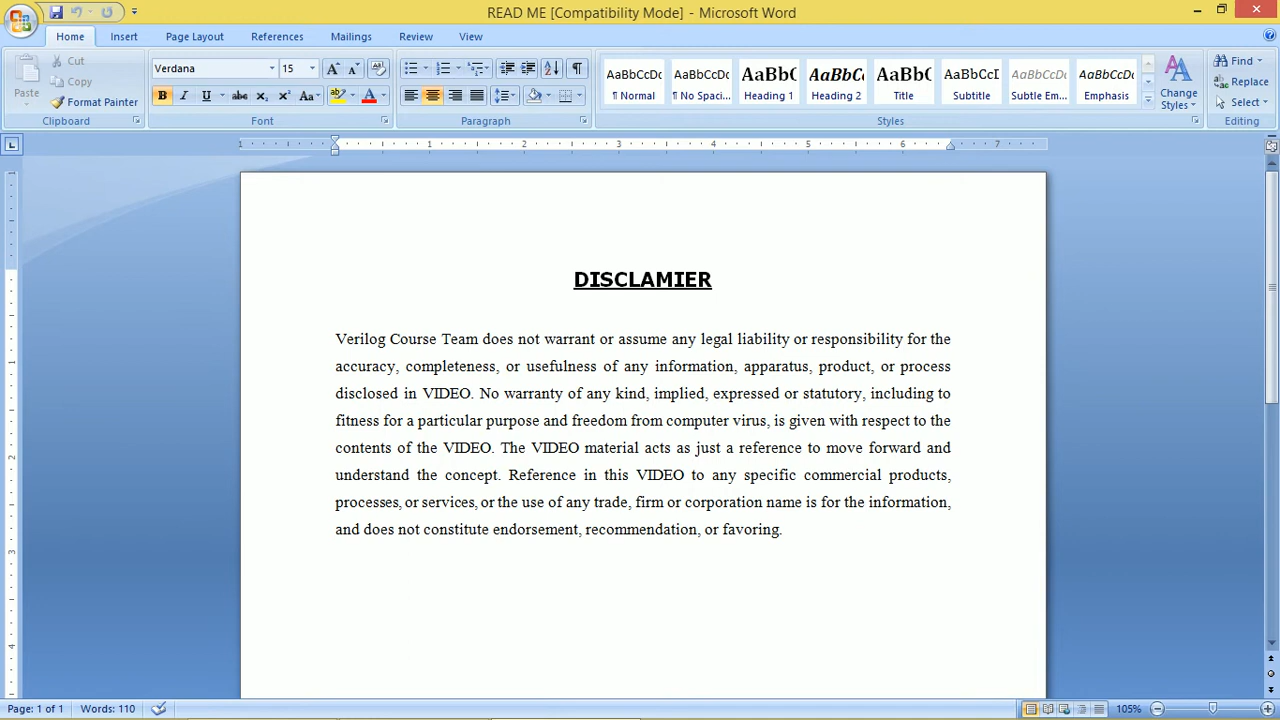 READ ME [Compatibility Mode] - Microsoft Word
Home Insert Page Layout References Mailings Review View
Paste
Cut
Copy
Format Painter
Clipboard
Verdana 15
Font
Paragraph
AaBbCcDc AaBbCcDc AaBbC AaBbC AaBbCc AaBbCcI AaBbCcDc AaBbCcDc
¶ Normal ¶ No Spaci... Heading 1 Heading 2 Title Subtitle Subtle Em... Emphasis
Change Styles
Styles
Find
Replace
Select
Editing
1 1 2 3 4 5 6 7
DISCLAMIER
Verilog Course Team does not warrant or assume any legal liability or responsibility for the
accuracy, completeness, or usefulness of any information, apparatus, product, or process
disclosed in VIDEO. No warranty of any kind, implied, expressed or statutory, including to
fitness for a particular purpose and freedom from computer virus, is given with respect to the
contents of the VIDEO. The VIDEO material acts as just a reference to move forward and
understand the concept. Reference in this VIDEO to any specific commercial products,
processes, or services, or the use of any trade, firm or corporation name is for the information,
and does not constitute endorsement, recommendation, or favoring.
Page: 1 of 1 Words: 110 105%